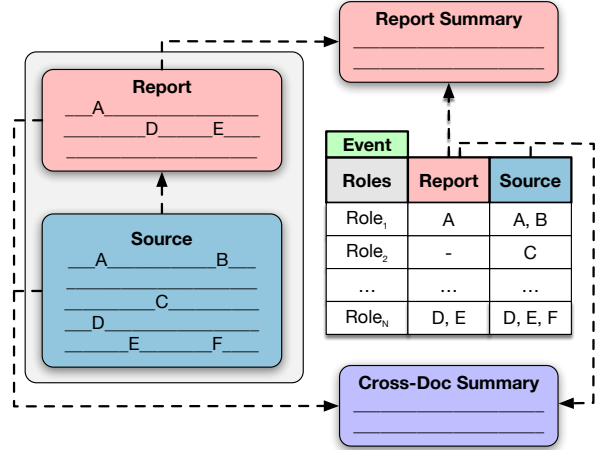 Report Summary
Report
A
D E
Source
A B
C
D
E F
Event
Roles Report Source
Role1 A A, B
Role2 - C
... ... ...
RoleN D, E D, E, F
Cross-Doc Summary